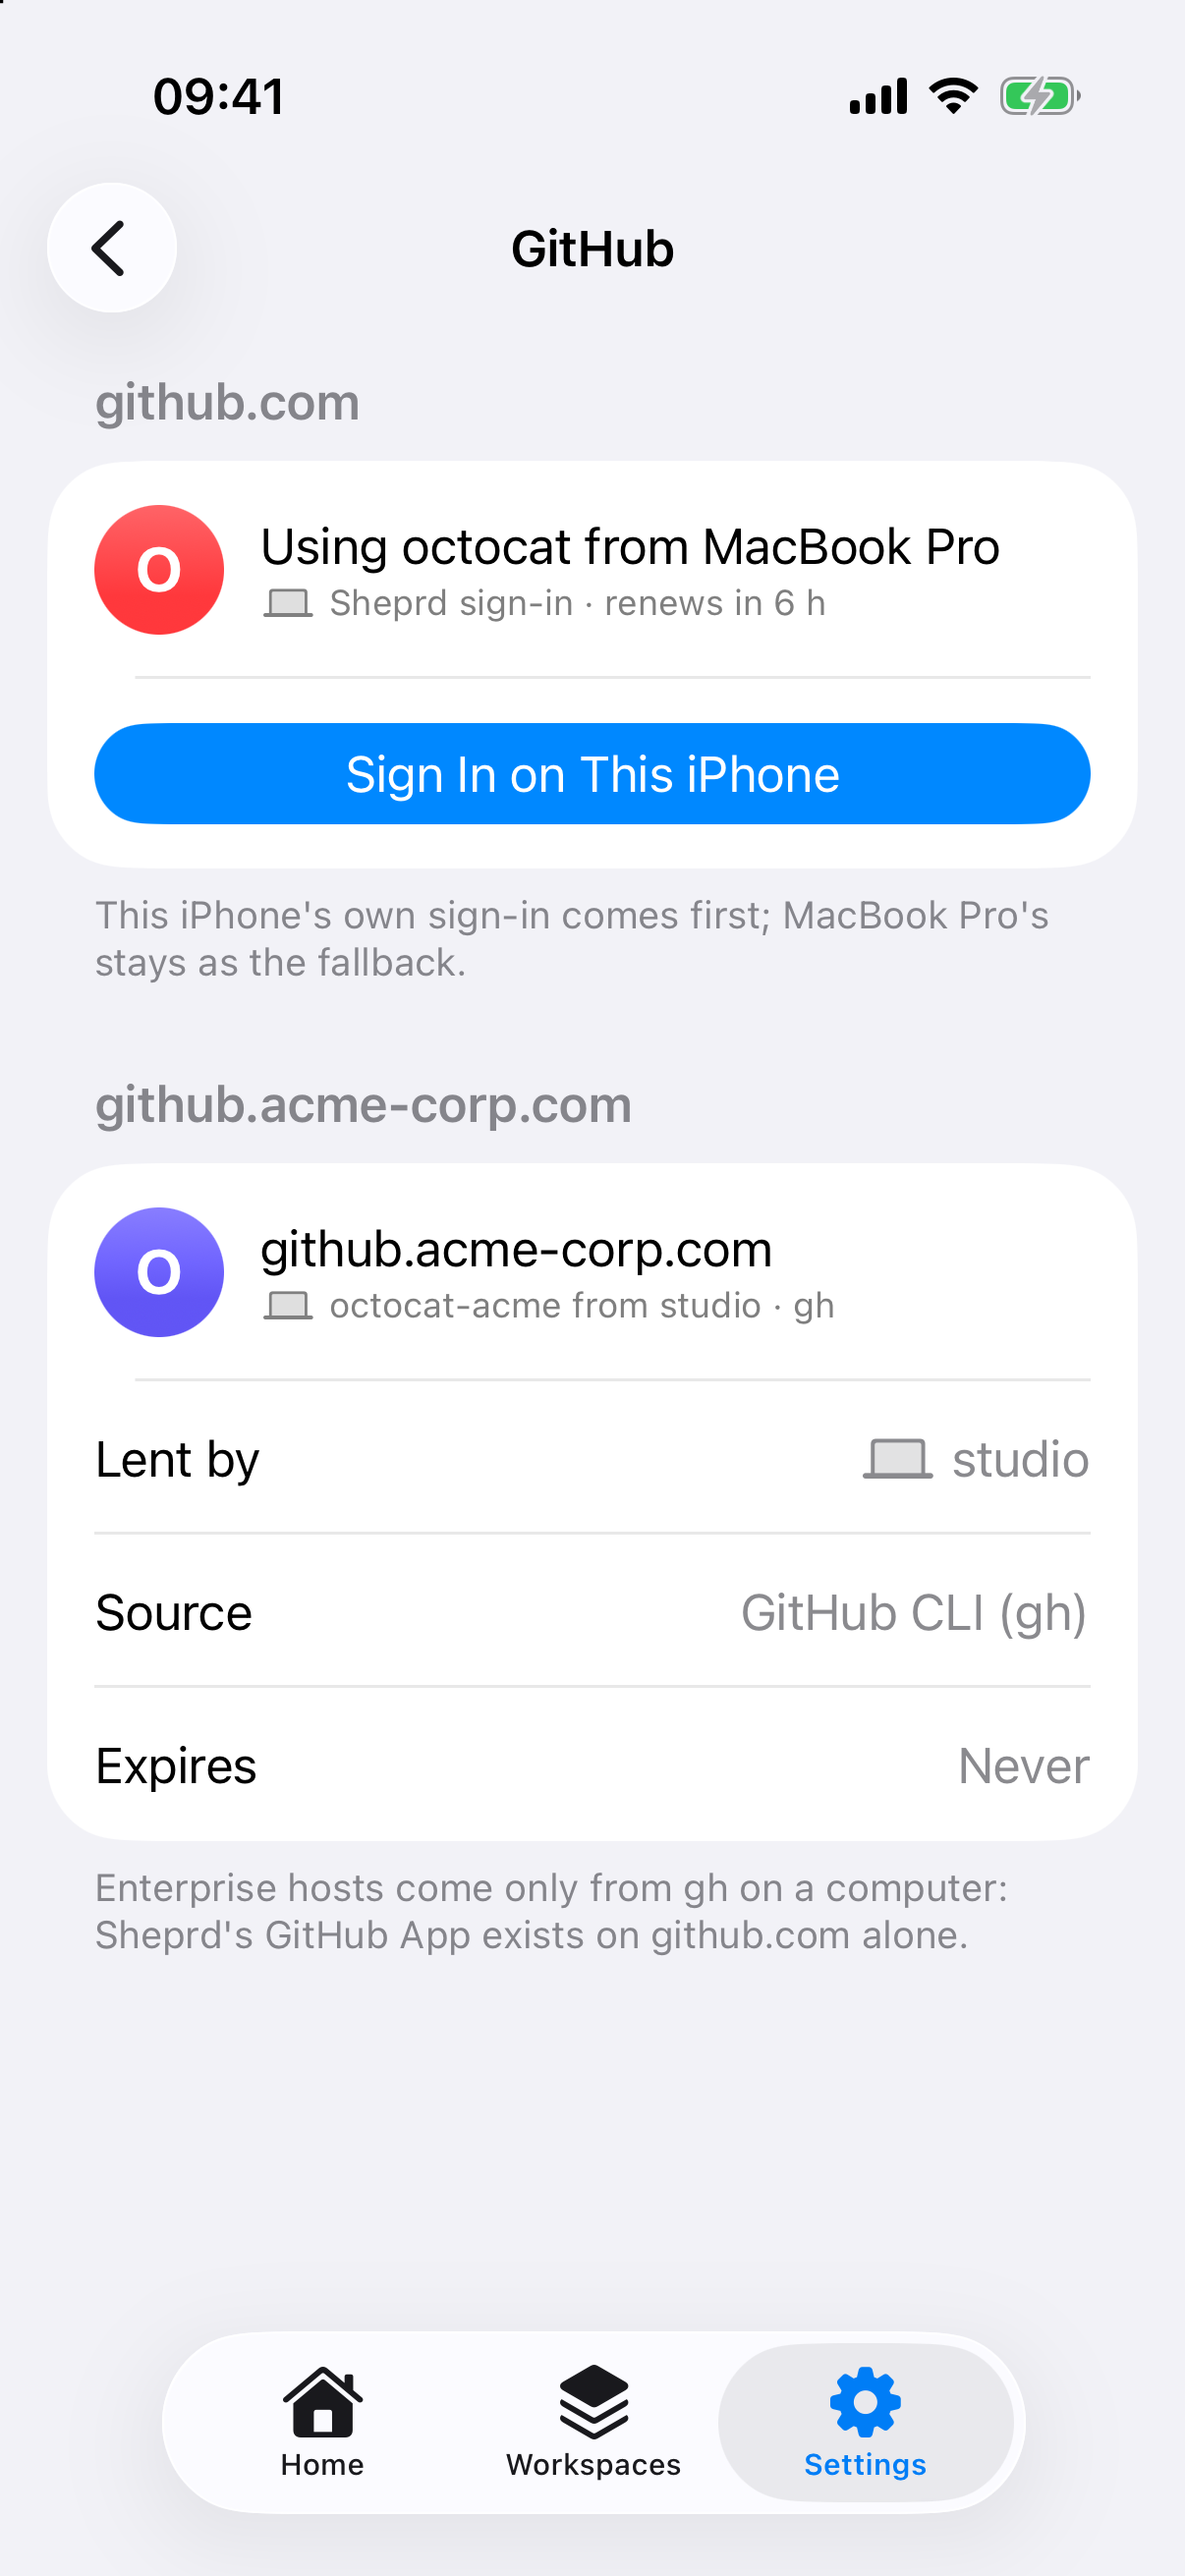 09:41
GitHub
github.com
O
Using octocat from MacBook Pro
Sheprd sign-in · renews in 6 h
Sign In on This iPhone
This iPhone's own sign-in comes first; MacBook Pro's
stays as the fallback.
github.acme-corp.com
O
github.acme-corp.com
octocat-acme from studio · gh
Lent by studio
Source GitHub CLI (gh)
Expires Never
Enterprise hosts come only from gh on a computer:
Sheprd's GitHub App exists on github.com alone.
Home Workspaces Settings